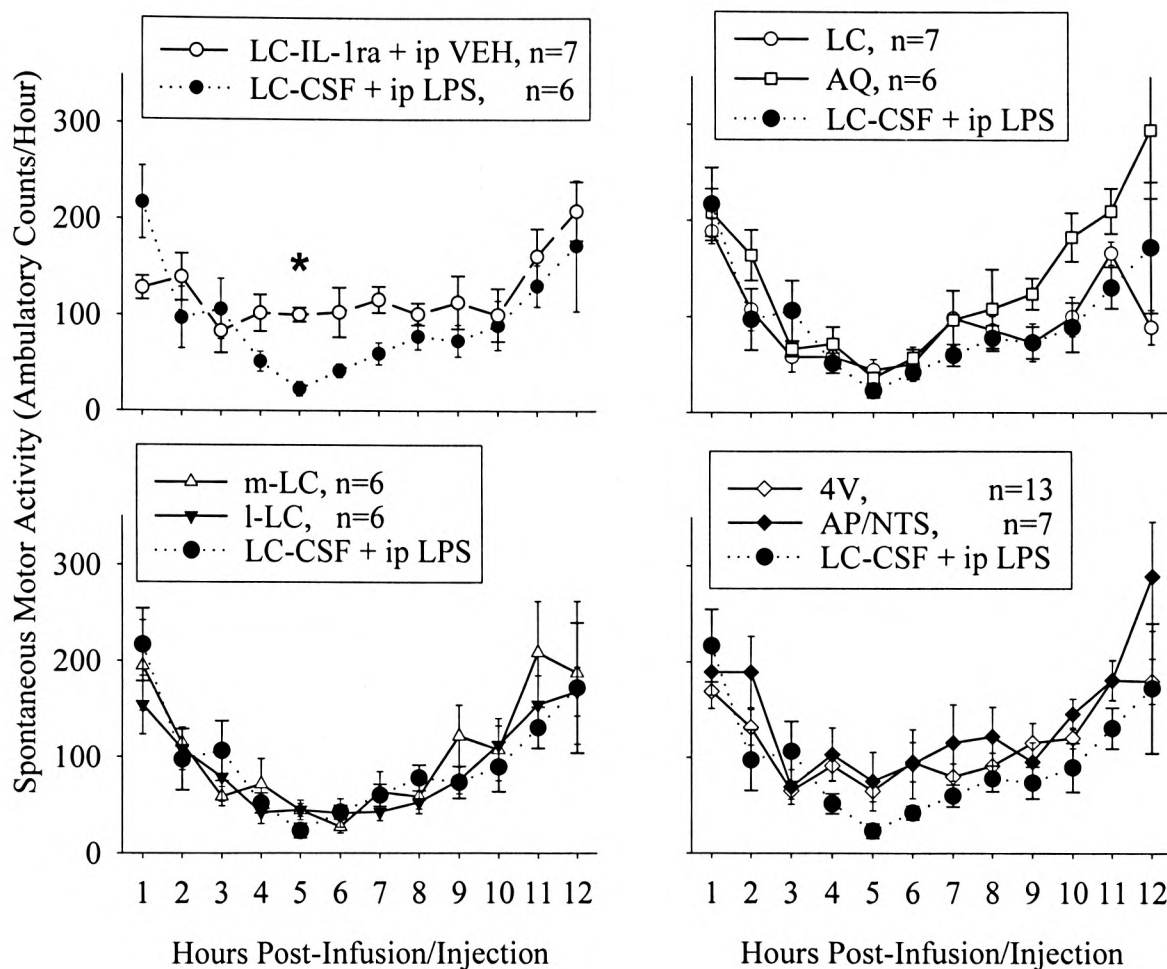 Spontaneous Motor Activity (Ambulatory Counts/Hour)
LC-IL-1ra + ip VEH, n=7
LC-CSF + ip LPS, n=6
300
200
100
0
*
LC, n=7
AQ, n=6
LC-CSF + ip LPS
m-LC, n=6
l-LC, n=6
LC-CSF + ip LPS
300
200
100
0
1 2 3 4 5 6 7 8 9 10 11 12
Hours Post-Infusion/Injection
4V, n=13
AP/NTS, n=7
LC-CSF + ip LPS
1 2 3 4 5 6 7 8 9 10 11 12
Hours Post-Infusion/Injection